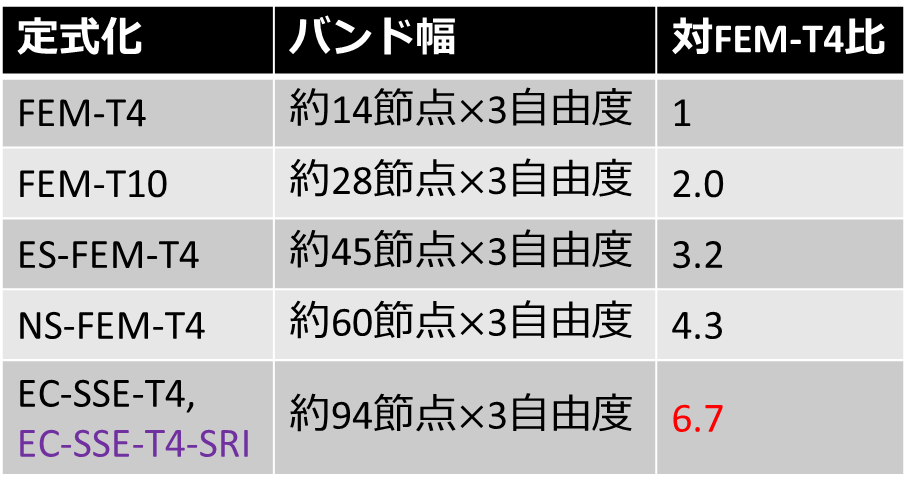 定式化 バンド幅 対FEM-T4比
FEM-T4 約14節点×3自由度 1
FEM-T10 約28節点×3自由度 2.0
ES-FEM-T4 約45節点×3自由度 3.2
NS-FEM-T4 約60節点×3自由度 4.3
EC-SSE-T4,
EC-SSE-T4-SRI 約94節点×3自由度 6.7